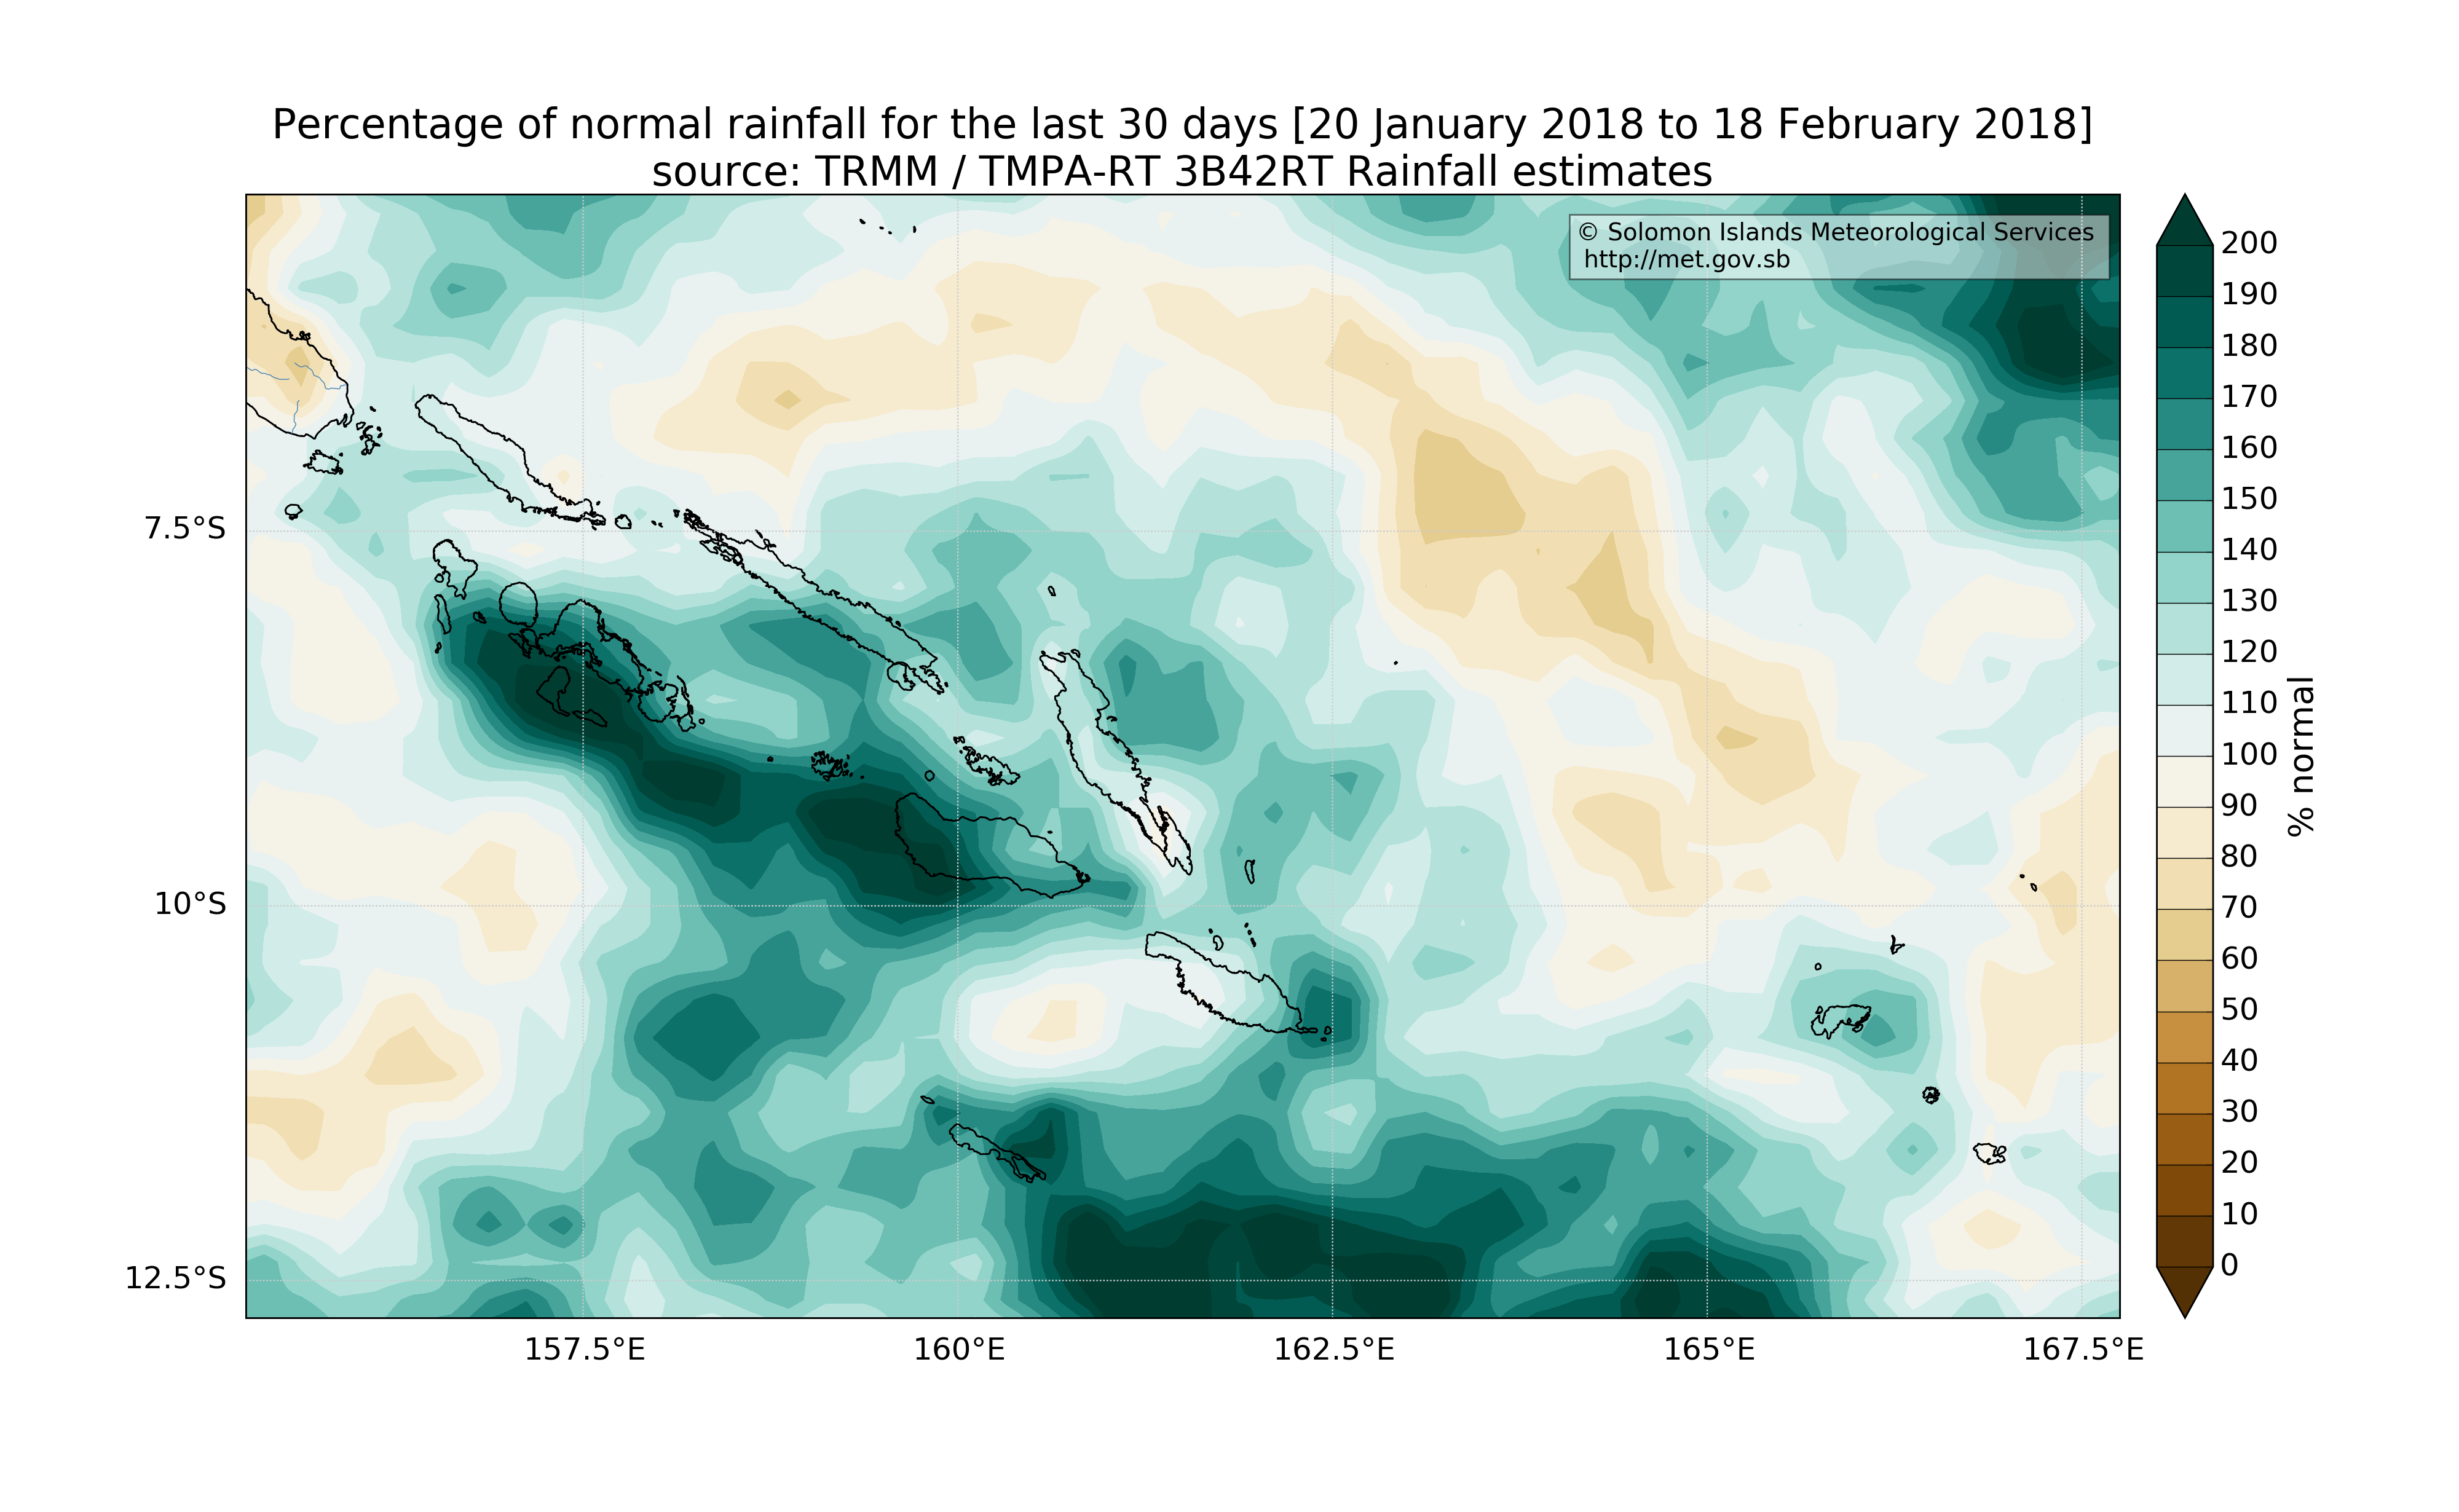 Percentage of normal rainfall for the last 30 days [20 January 2018 to 18 February 2018]
source: TRMM / TMPA-RT 3B42RT Rainfall estimates
© Solomon Islands Meteorological Services
http://met.gov.sb
7.5°S
10°S
12.5°S
157.5°E
160°E
162.5°E
165°E
167.5°E
200
190
180
170
160
150
140
130
120
110
100
90
80
70
60
50
40
30
20
10
0
% normal